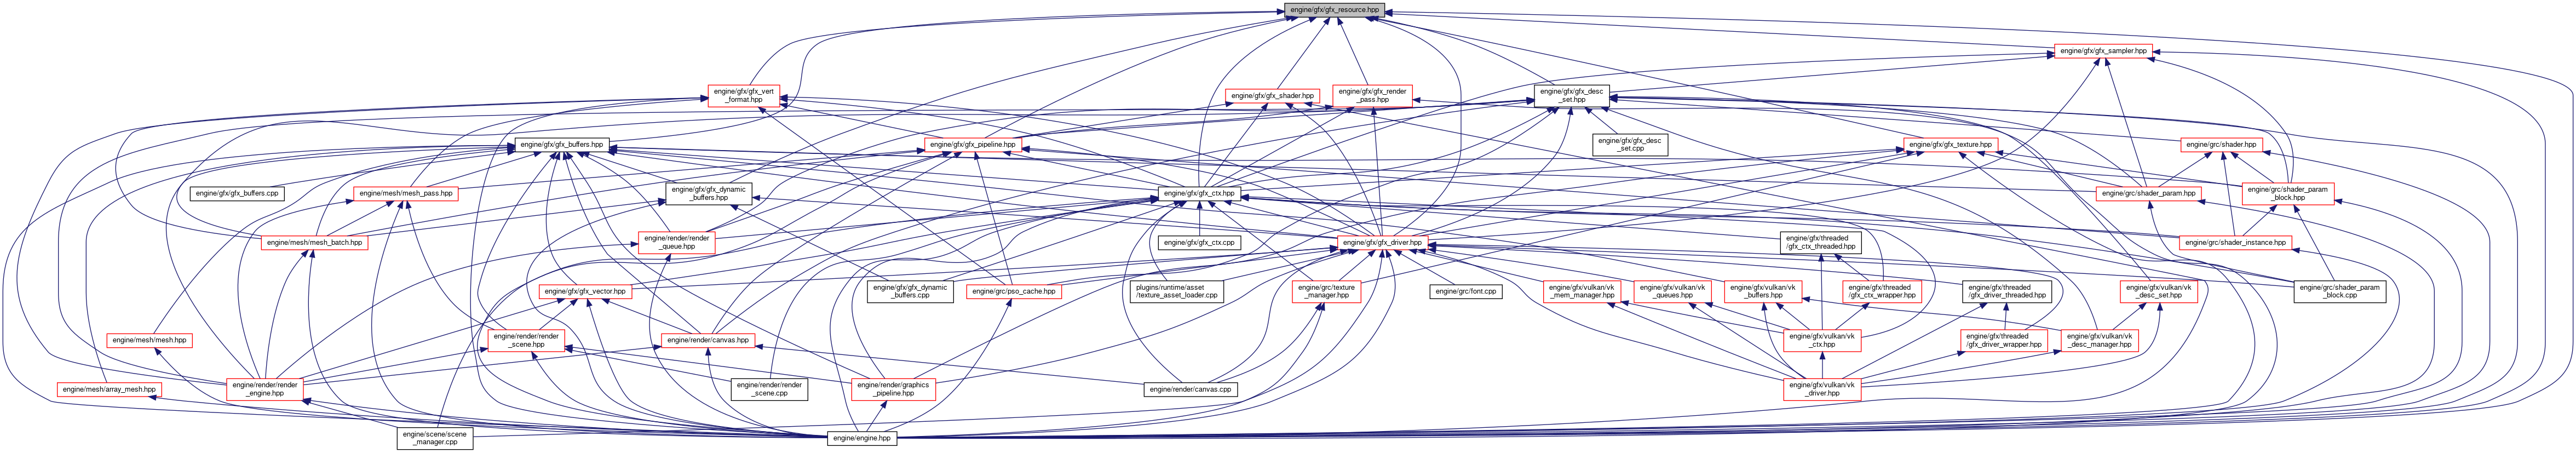 engine/gfx/gfx_resource.hpp
engine/gfx/gfx_sampler.hpp
engine/gfx/gfx_vert
_format.hpp
engine/gfx/gfx_shader.hpp
engine/gfx/gfx_render
_pass.hpp
engine/gfx/gfx_desc
_set.hpp
engine/gfx/gfx_buffers.hpp
engine/gfx/gfx_pipeline.hpp
engine/gfx/gfx_desc
_set.cpp
engine/gfx/gfx_texture.hpp
engine/grc/shader.hpp
engine/gfx/gfx_buffers.cpp
engine/mesh/mesh_pass.hpp
engine/gfx/gfx_dynamic
_buffers.hpp
engine/gfx/gfx_ctx.hpp
engine/grc/shader_param.hpp
engine/grc/shader_param
_block.hpp
engine/mesh/mesh_batch.hpp
engine/render/render
_queue.hpp
engine/gfx/gfx_ctx.cpp
engine/gfx/gfx_driver.hpp
engine/gfx/threaded
/gfx_ctx_threaded.hpp
engine/grc/shader_instance.hpp
engine/gfx/gfx_vector.hpp
engine/gfx/gfx_dynamic
_buffers.cpp
engine/grc/pso_cache.hpp
plugins/runtime/asset
/texture_asset_loader.cpp
engine/grc/texture
_manager.hpp
engine/grc/font.cpp
engine/gfx/vulkan/vk
_mem_manager.hpp
engine/gfx/vulkan/vk
_queues.hpp
engine/gfx/vulkan/vk
_buffers.hpp
engine/gfx/threaded
/gfx_ctx_wrapper.hpp
engine/gfx/threaded
/gfx_driver_threaded.hpp
engine/gfx/vulkan/vk
_desc_set.hpp
engine/grc/shader_param
_block.cpp
engine/mesh/mesh.hpp
engine/render/render
_scene.hpp
engine/render/canvas.hpp
engine/gfx/vulkan/vk
_ctx.hpp
engine/gfx/threaded
/gfx_driver_wrapper.hpp
engine/gfx/vulkan/vk
_desc_manager.hpp
engine/mesh/array_mesh.hpp
engine/render/render
_engine.hpp
engine/render/render
_scene.cpp
engine/render/graphics
_pipeline.hpp
engine/render/canvas.cpp
engine/gfx/vulkan/vk
_driver.hpp
engine/scene/scene
_manager.cpp
engine/engine.hpp